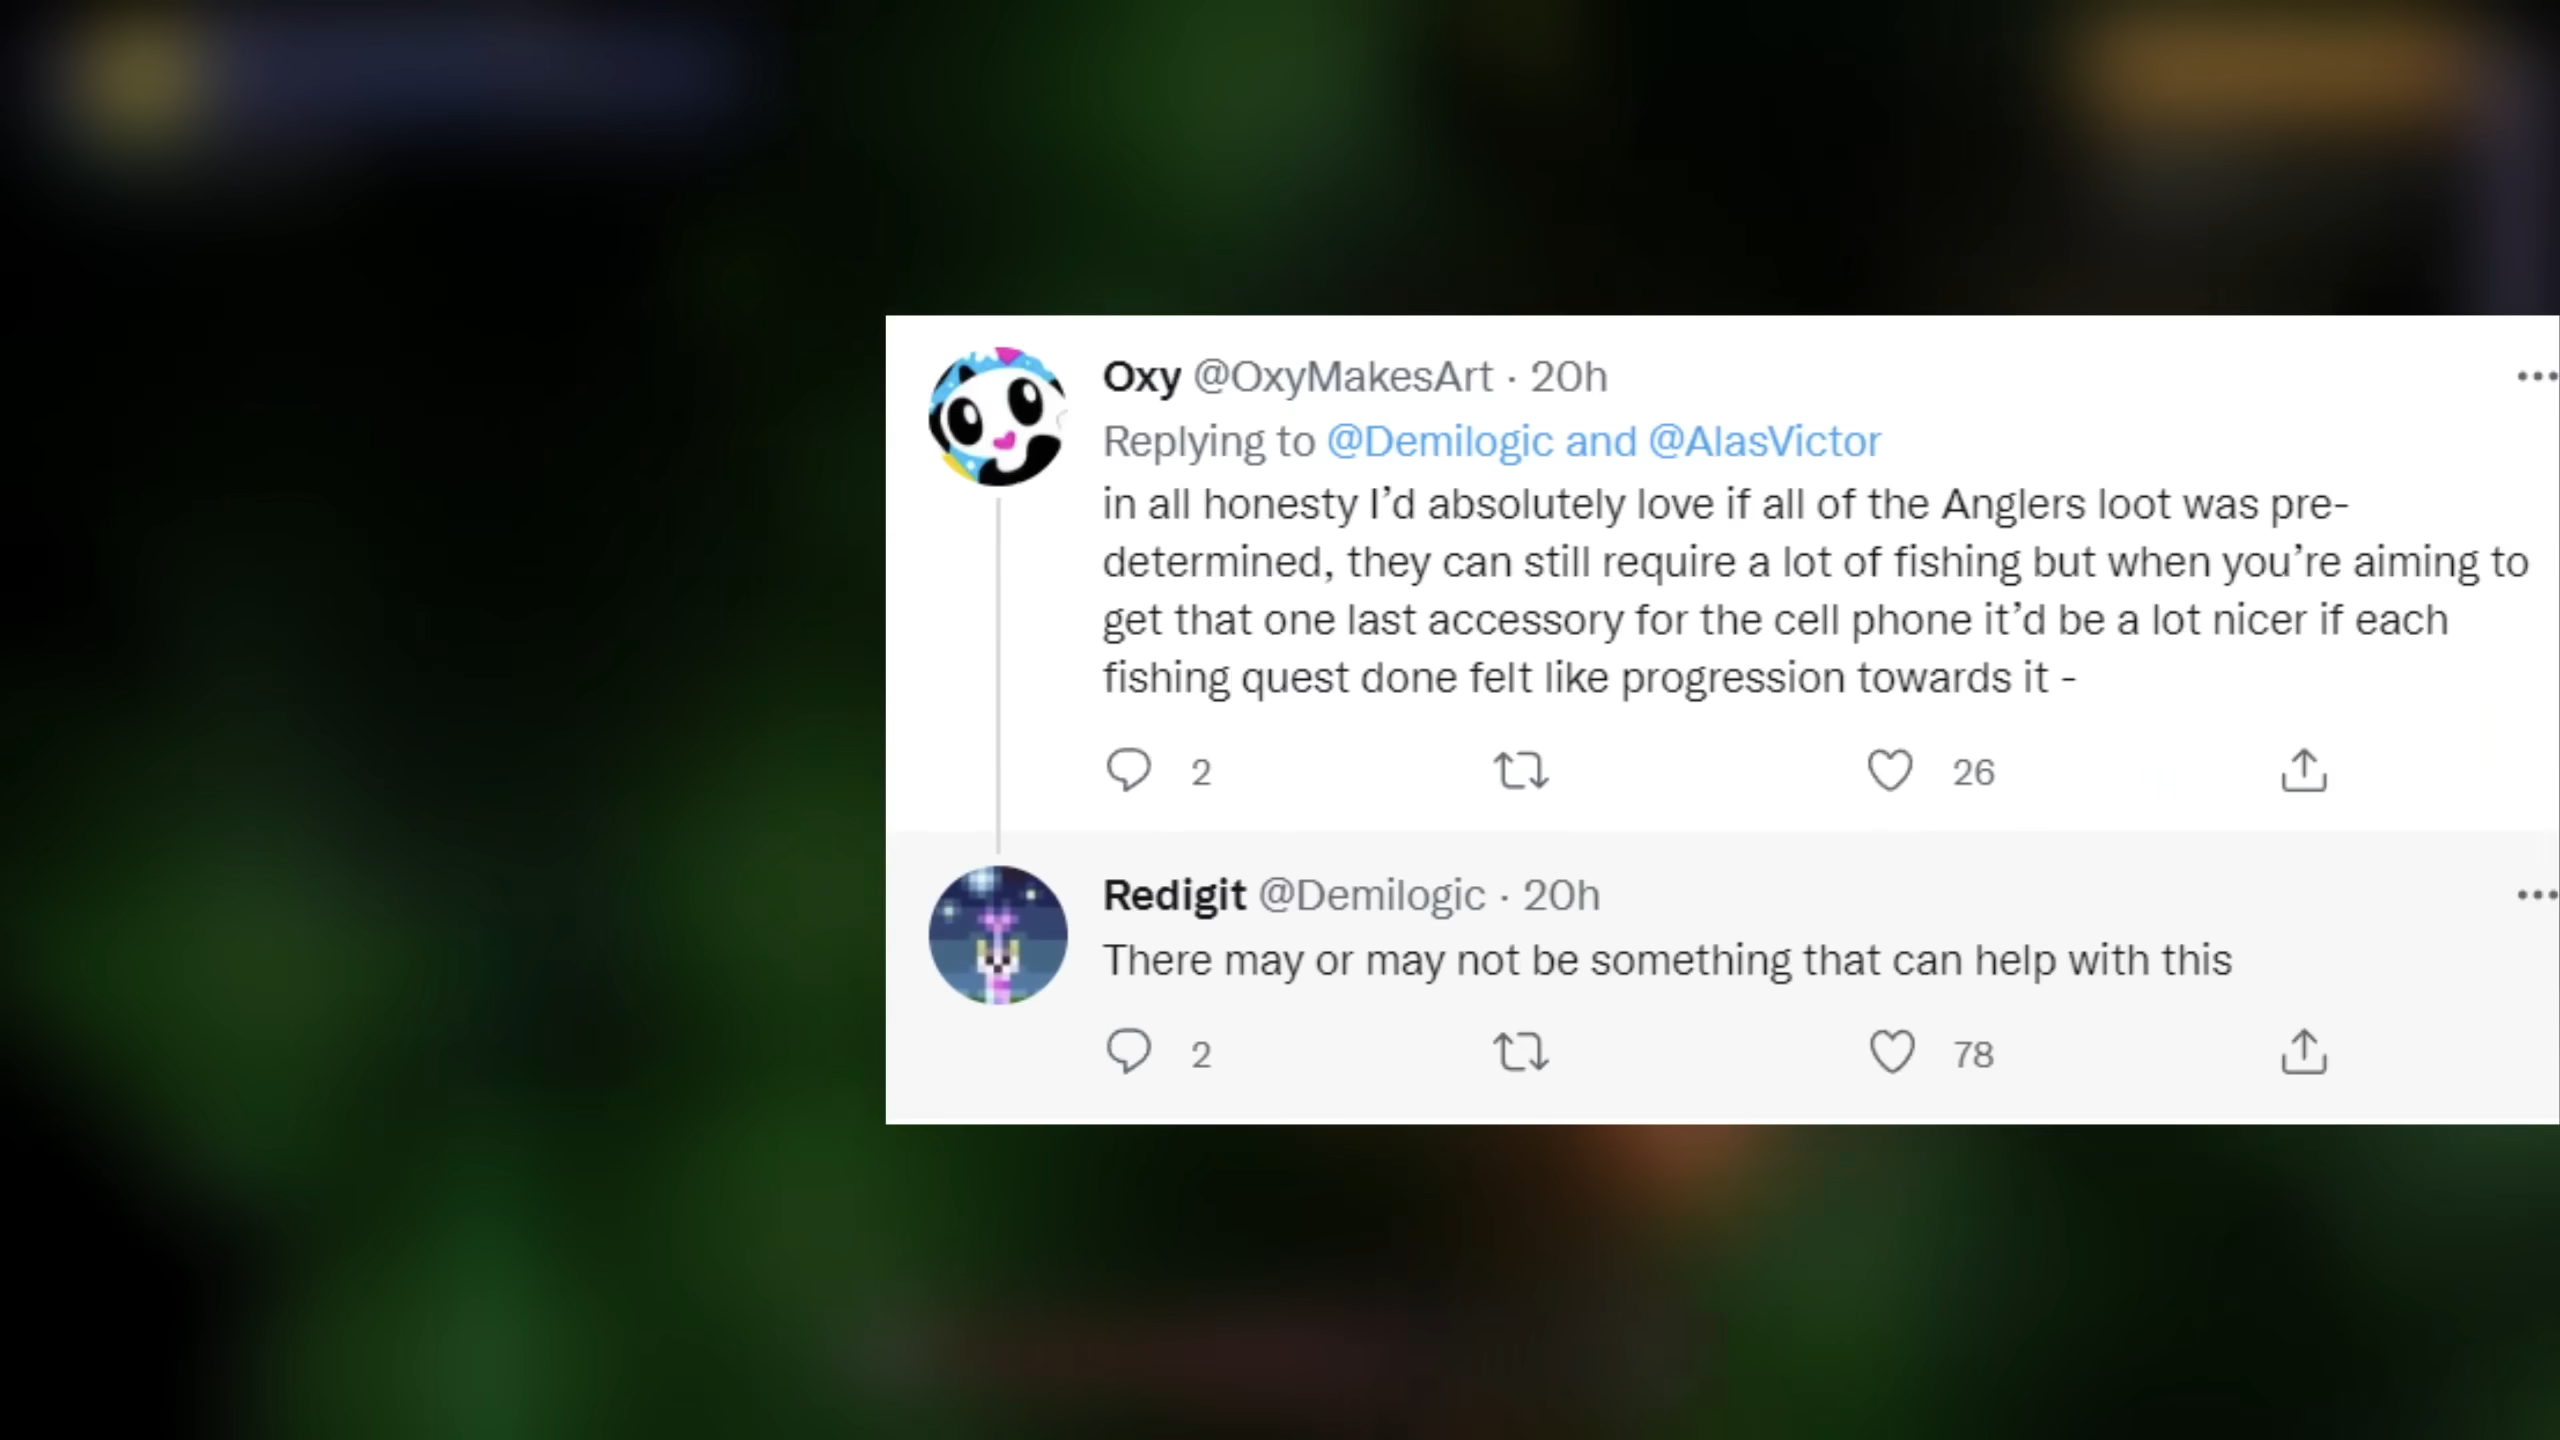 Oxy @OxyMakesArt · 20h
Replying to @Demilogic and @AlasVictor
in all honesty I’d absolutely love if all of the Anglers loot was pre-
determined, they can still require a lot of fishing but when you’re aiming to
get that one last accessory for the cell phone it’d be a lot nicer if each
fishing quest done felt like progression towards it -
2 26
Redigit @Demilogic · 20h
There may or may not be something that can help with this
2 78